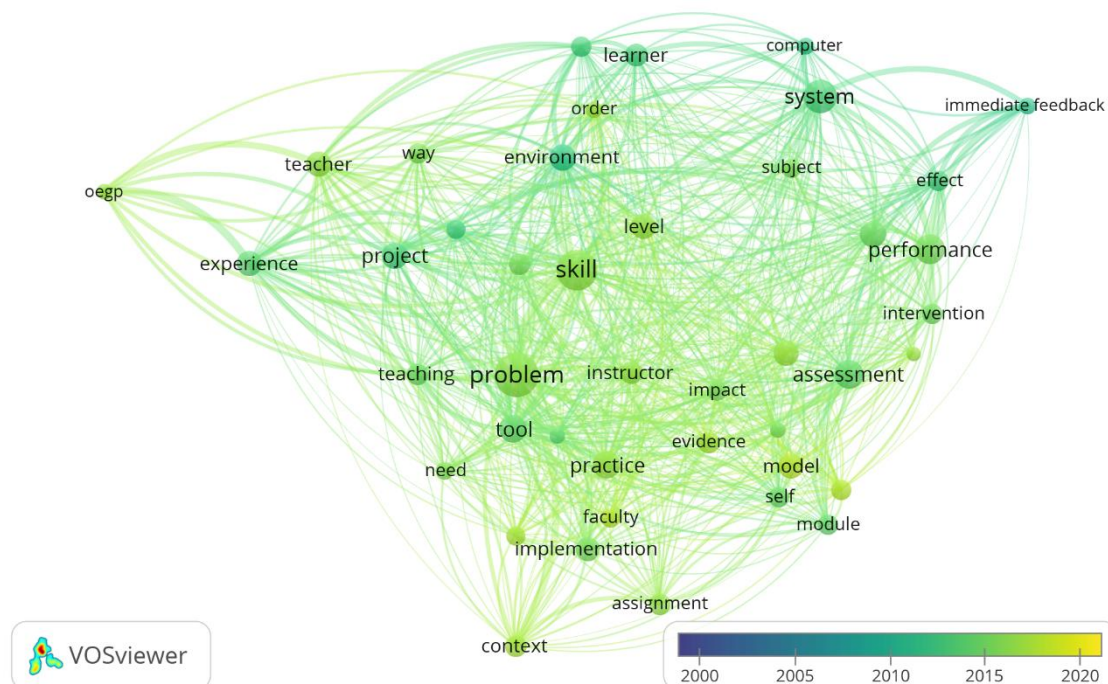 computer
learner
system
immediate feedback
order
way
environment
teacher
subject
effect
oegp
level
performance
experience
project
skill
intervention
teaching
problem
instructor
assessment
impact
tool
evidence
need
practice
model
self
faculty
module
implementation
assignment
context
VOSviewer
2000 2005 2010 2015 2020